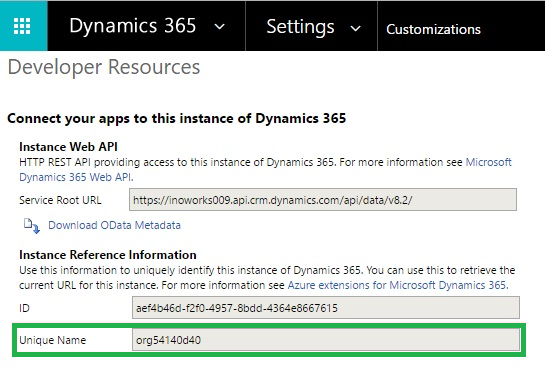 Dynamics 365 Settings Customizations
Developer Resources
Connect your apps to this instance of Dynamics 365
Instance Web API
HTTP REST API providing access to this instance of Dynamics 365. For more information see Microsoft
Dynamics 365 Web API.
Service Root URL https://inoworks009.api.crm.dynamics.com/api/data/v8.2/
Download OData Metadata
Instance Reference Information
Use this information to uniquely identify this instance of Dynamics 365. You can use this to retrieve the
current URL for this instance. For more information see Azure extensions for Microsoft Dynamics 365.
ID aef4b46d-f2f0-4957-8bdd-4364e8667615
Unique Name org54140d40